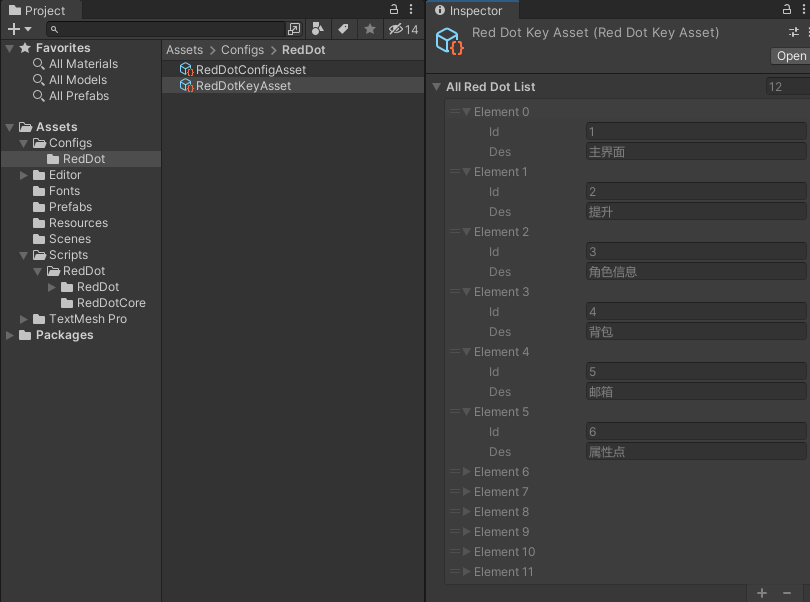 Project
14
Favorites
All Materials
All Models
All Prefabs
Assets
Configs
RedDot
Editor
Fonts
Prefabs
Resources
Scenes
Scripts
RedDot
RedDot
RedDotCore
TextMesh Pro
Packages
Assets > Configs > RedDot
RedDotConfigAsset
RedDotKeyAsset
Inspector
Red Dot Key Asset (Red Dot Key Asset)
Open
All Red Dot List 12
Element 0
Id 1
Des 主界面
Element 1
Id 2
Des 提升
Element 2
Id 3
Des 角色信息
Element 3
Id 4
Des 背包
Element 4
Id 5
Des 邮箱
Element 5
Id 6
Des 属性点
Element 6
Element 7
Element 8
Element 9
Element 10
Element 11